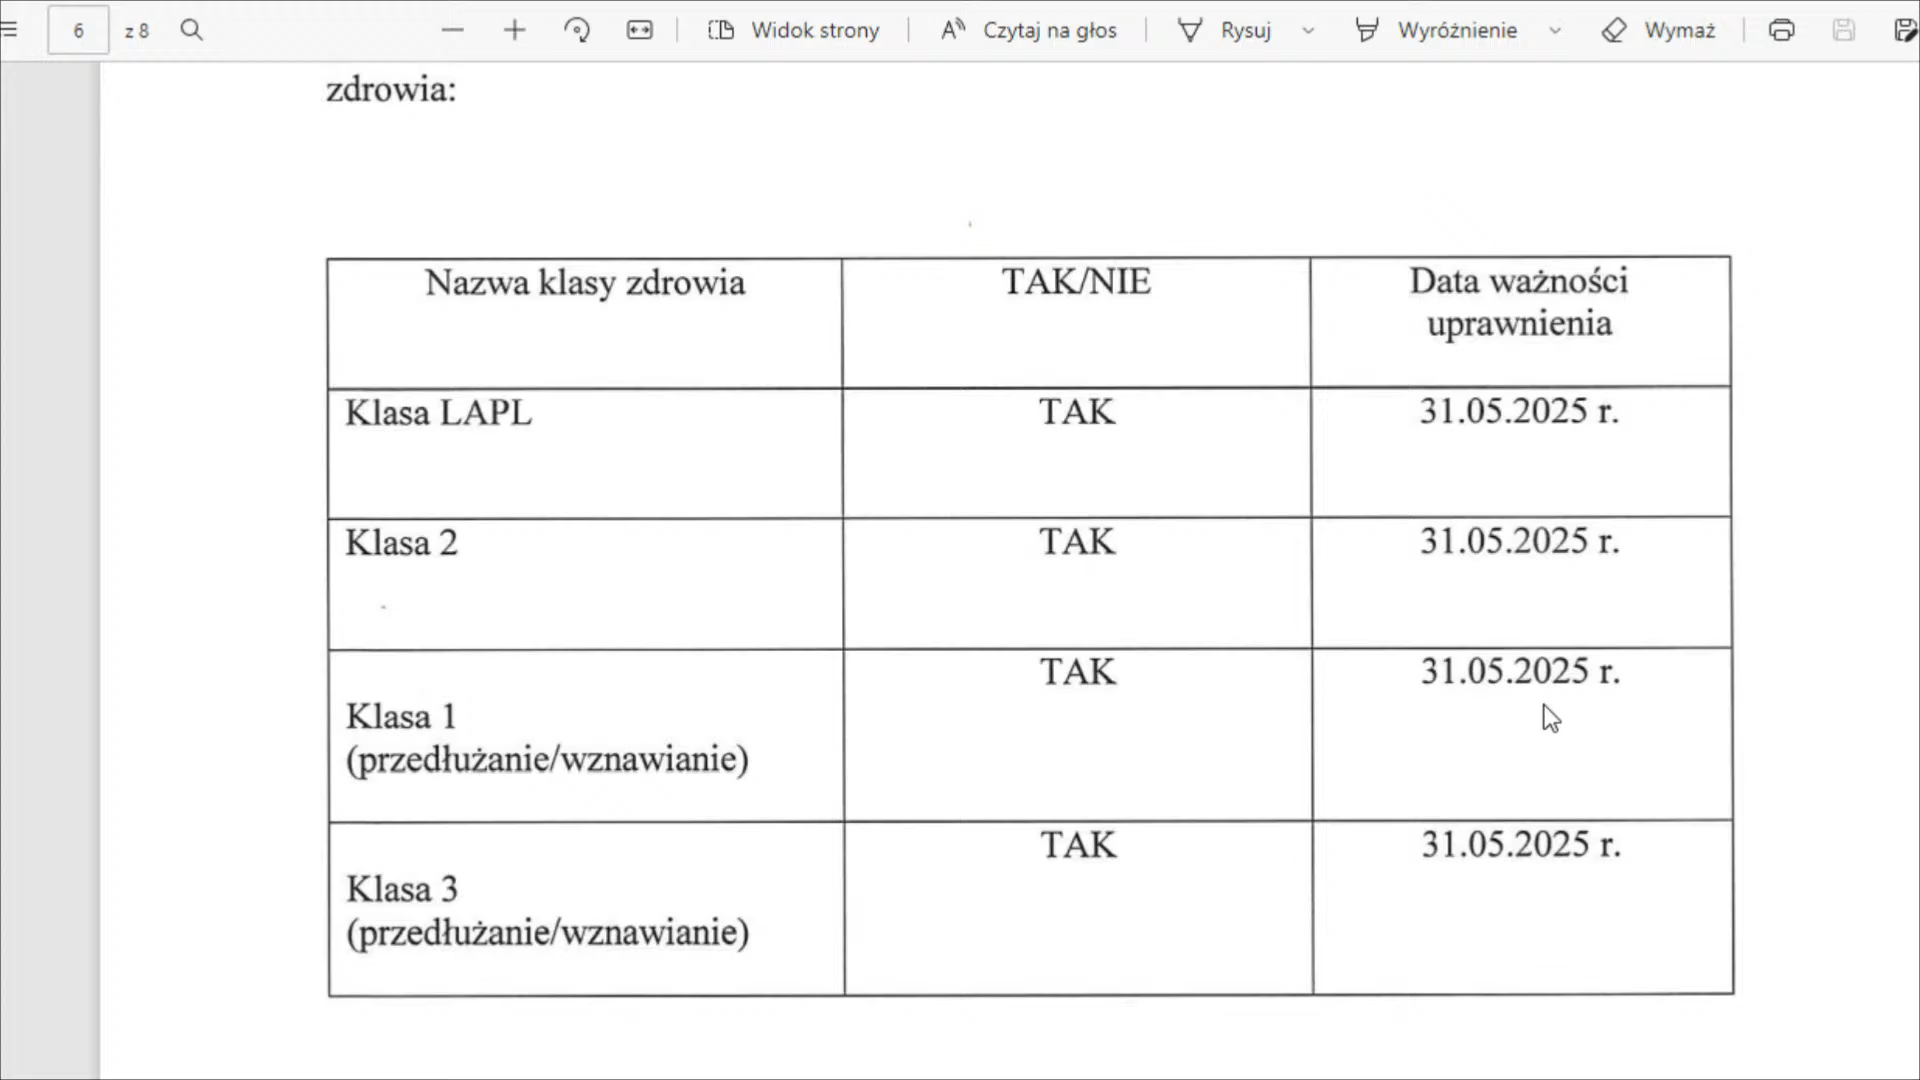 6 z 8 Widok strony Czytaj na głos Rysuj Wyróżnienie Wymaż
zdrowia:
Nazwa klasy zdrowia TAK/NIE Data ważności
uprawnienia
Klasa LAPL TAK 31.05.2025 r.
Klasa 2 TAK 31.05.2025 r.
TAK 31.05.2025 r.
Klasa 1
(przedłużanie/wznawianie)
TAK 31.05.2025 r.
Klasa 3
(przedłużanie/wznawianie)